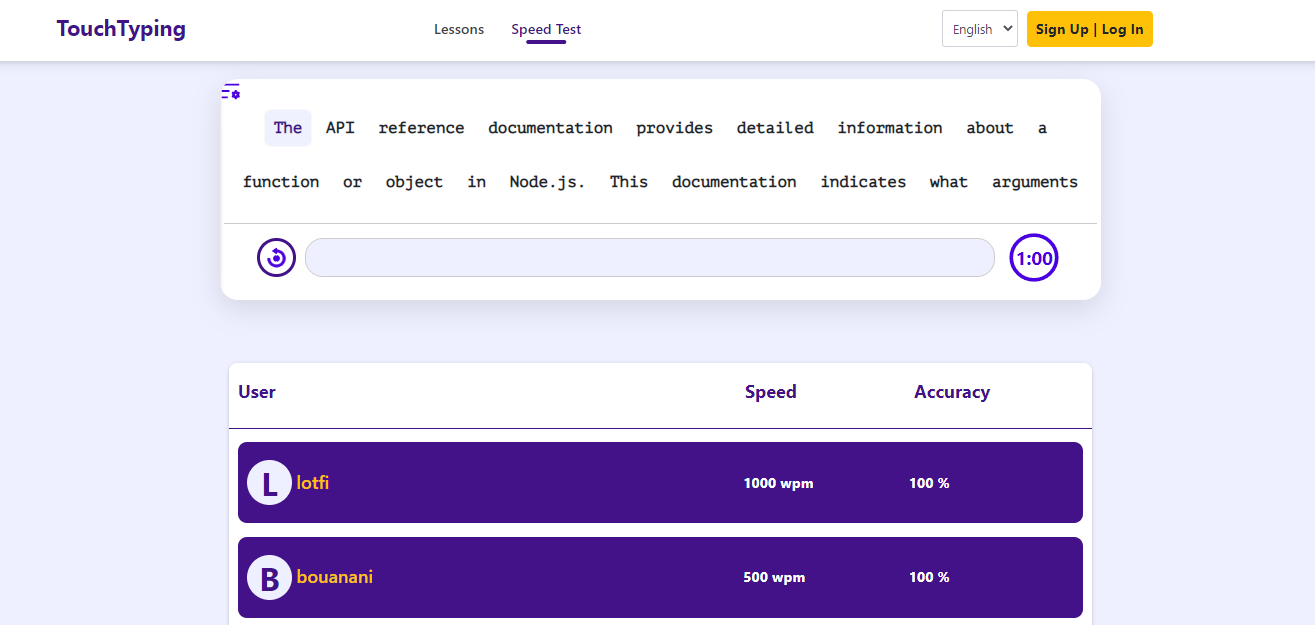 TouchTyping Lessons Speed Test English Sign Up | Log In
The API reference documentation provides detailed information about a
function or object in Node.js. This documentation indicates what arguments
1:00
User Speed Accuracy
L lotfi 1000 wpm 100 %
B bouanani 500 wpm 100 %